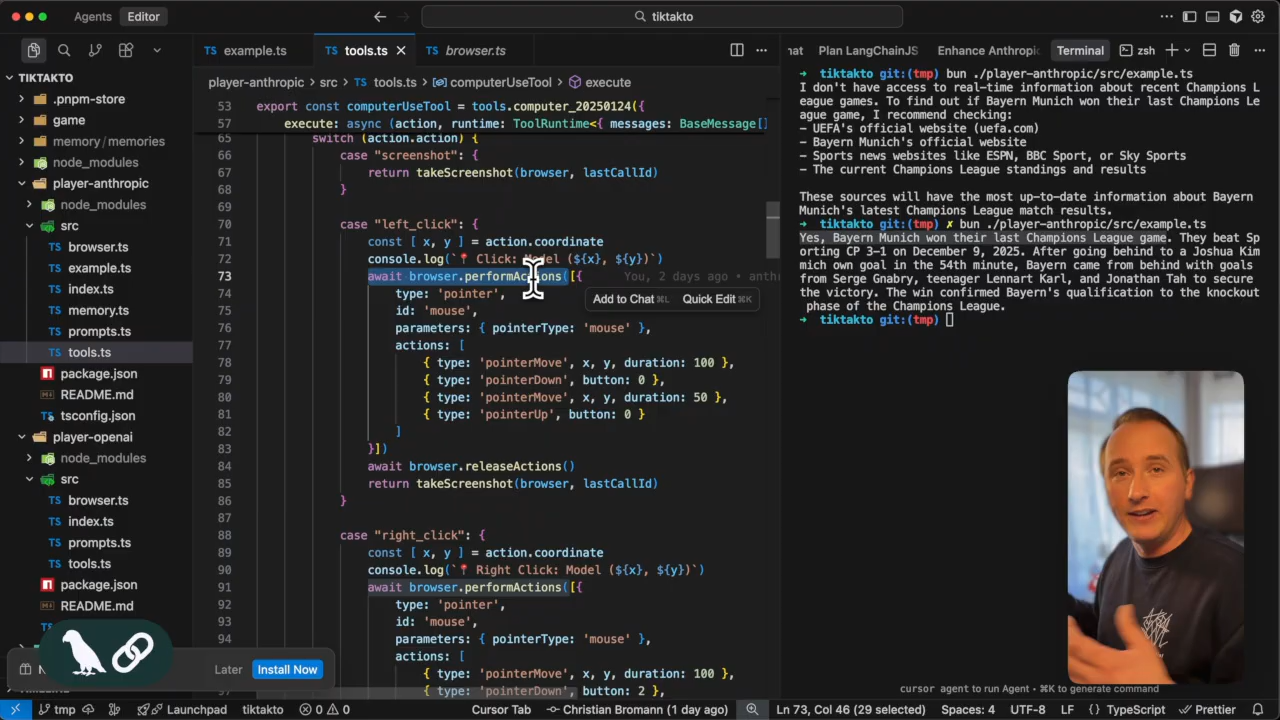 Agents Editor
tiktakto
example.ts
tools.ts
browser.ts
hat Plan LangChainJS Enhance Anthropi Terminal zsh
TIKTAKTO
.pnpm-store
game
memory / memories
node_modules
player-anthropic
node_modules
src
TS browser.ts
TS example.ts
TS index.ts
TS memory.ts
TS prompts.ts
TS tools.ts
package.json
README.md
tsconfig.json
player-openai
node_modules
src
TS browser.ts
TS index.ts
TS prompts.ts
TS tools.ts
package.json
README.md
TS
N Later Install Now
player-anthropic > src > TS tools.ts > computerUseTool > execute
53 export const computerUseTool = tools.computer_20250124({
57 execute: async (action, runtime: ToolRuntime<{ messages: BaseMessage[]
65 switch (action.action) {
66 case "screenshot": {
67 return takeScreenshot(browser, lastCallId)
68 }
69
70 case "left_click": {
71 const [ x, y ] = action.coordinate
72 console.log(`📍 Click: Model (${x}, ${y})`)
73 await browser.performActions([{ You, 2 days ago • anthr
Add to Chat⌘L Quick Edit⌘K
74 type: 'pointer',
75 id: 'mouse',
76 parameters: { pointerType: 'mouse' },
77 actions: [
78 { type: 'pointerMove', x, y, duration: 100 },
79 { type: 'pointerDown', button: 0 },
80 { type: 'pointerMove', x, y, duration: 50 },
81 { type: 'pointerUp', button: 0 }
82 ]
83 }])
84 await browser.releaseActions()
85 return takeScreenshot(browser, lastCallId)
86 }
87
88 case "right_click": {
89 const [ x, y ] = action.coordinate
90 console.log(`📍 Right Click: Model (${x}, ${y})`)
91 await browser.performActions([{
92 type: 'pointer',
93 id: 'mouse',
94 parameters: { pointerType: 'mouse' },
95 actions: [
96 { type: 'pointerMove', x, y, duration: 100 },
97 { type: 'pointerDown', button: 2 },
➜ tiktakto git:(tmp) bun ./player-anthropic/src/example.ts
I don't have access to real-time information about recent Champions L
eague games. To find out if Bayern Munich won their last Champions Le
ague game, I recommend checking:
- UEFA's official website (uefa.com)
- Bayern Munich's official website
- Sports news websites like ESPN, BBC Sport, or Sky Sports
- The current Champions League standings and results
These sources will have the most up-to-date information about Bayern
Munich's latest Champions League match results.
➜ tiktakto git:(tmp) ✗ bun ./player-anthropic/src/example.ts
Yes, Bayern Munich won their last Champions League game. They beat Sp
orting CP 3-1 on December 9, 2025. After going behind to a Joshua Kim
mich own goal in the 54th minute, Bayern came from behind with goals
from Serge Gnabry, teenager Lennart Karl, and Jonathan Tah to secure
the victory. The win confirmed Bayern's qualification to the knockout
phase of the Champions League.
➜ tiktakto git:(tmp)
cursor agent to run Agent • ⌘K to generate command
tmp Launchpad tiktakto 0 0 Cursor Tab Christian Bromann (1 day ago) Ln 73, Col 46 (29 selected) Spaces: 4 UTF-8 LF TypeScript Prettier